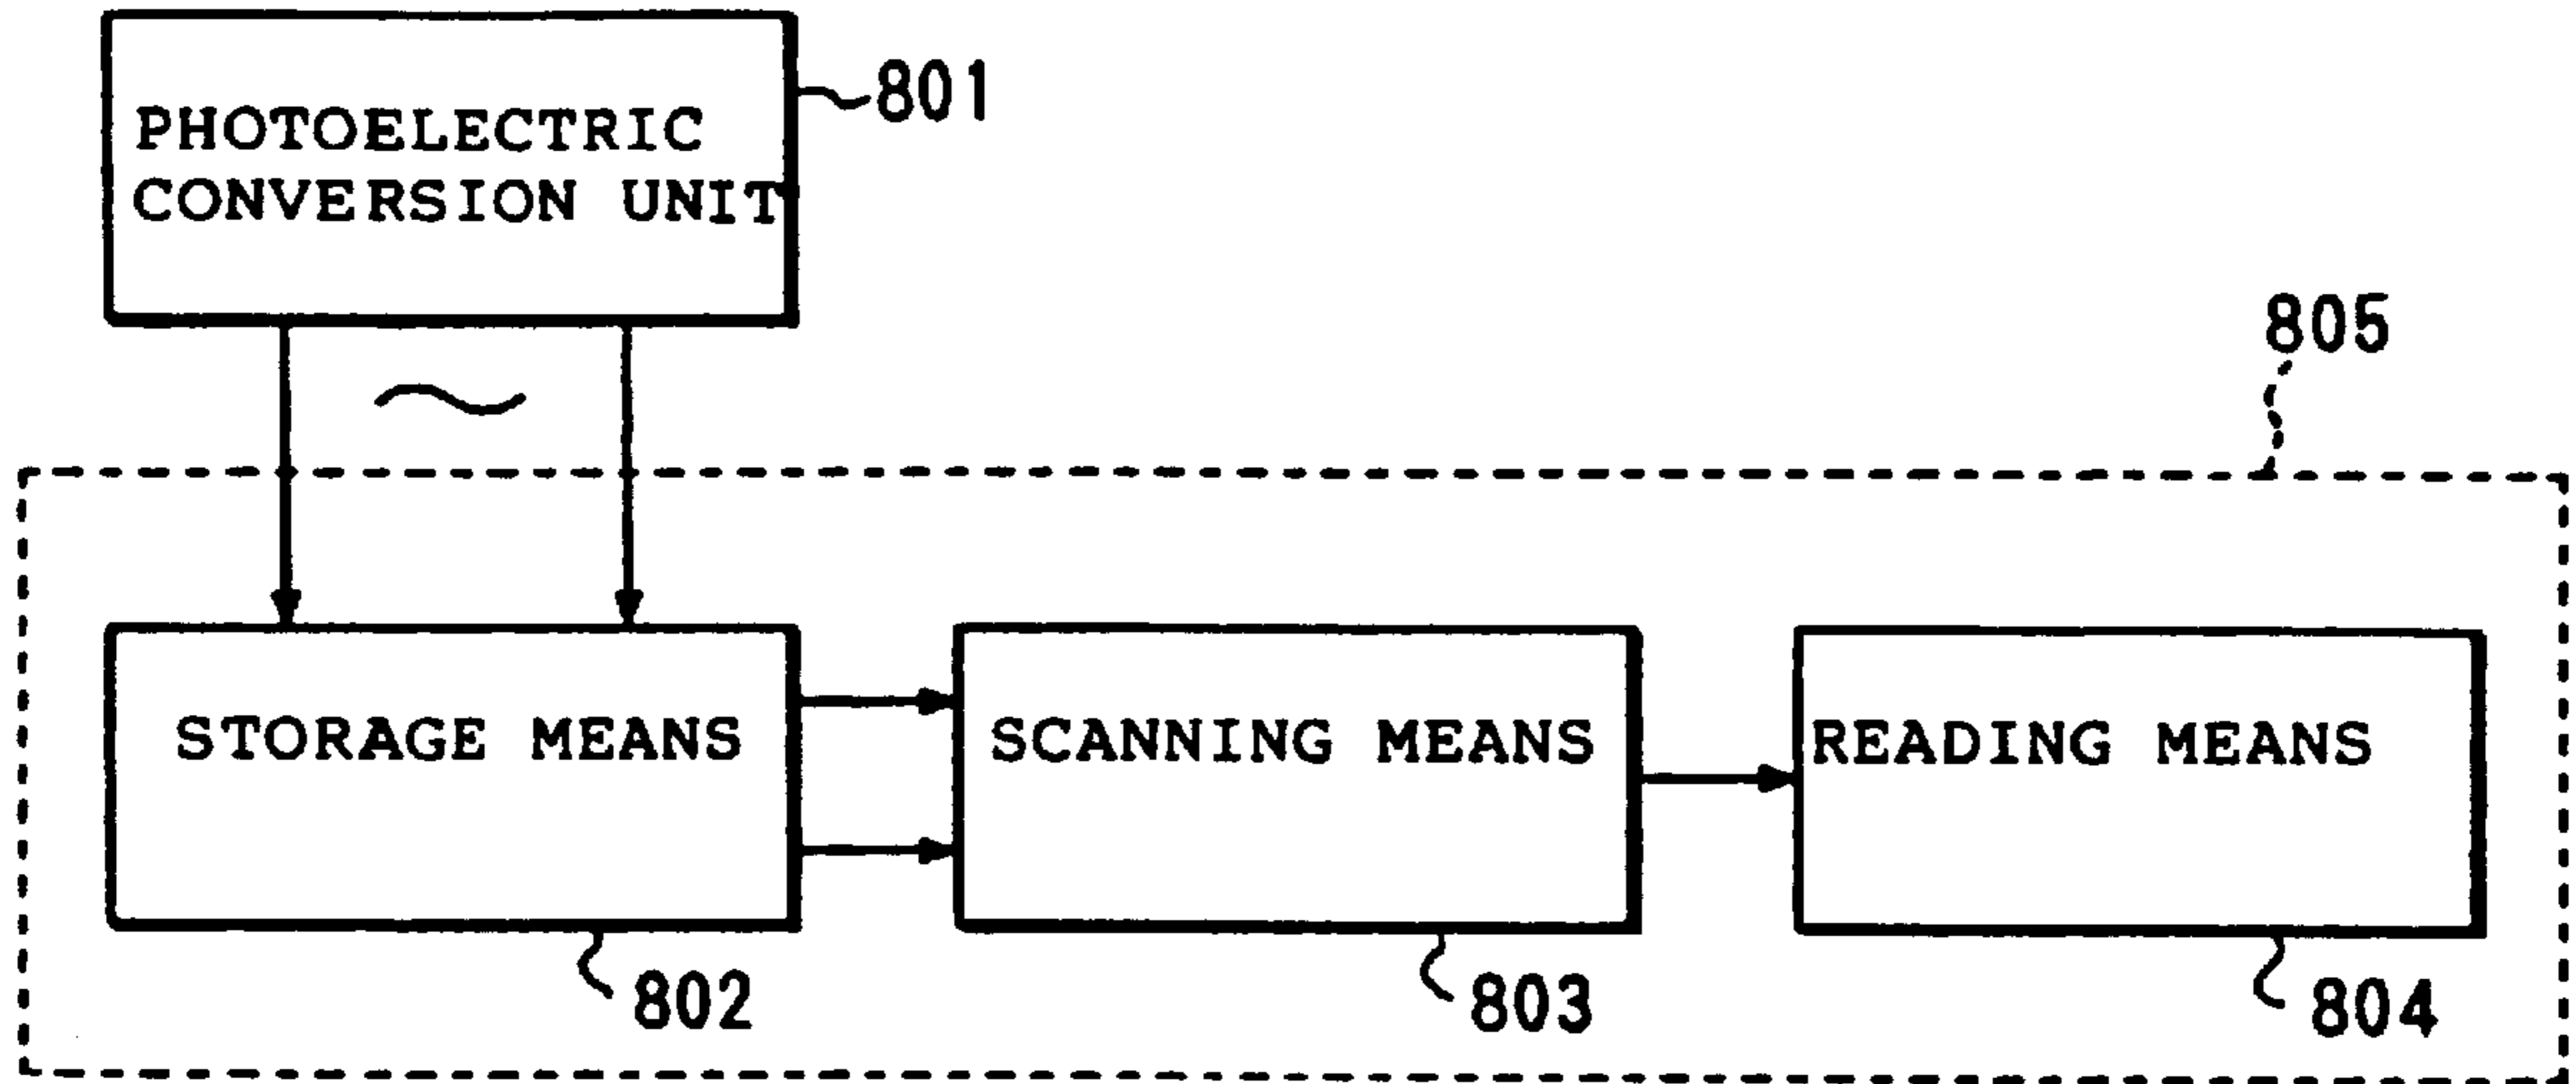 PHOTOELECTRIC
CONVERSION UNIT
801
805
STORAGE MEANS
SCANNING MEANS
READING MEANS
802
803
804